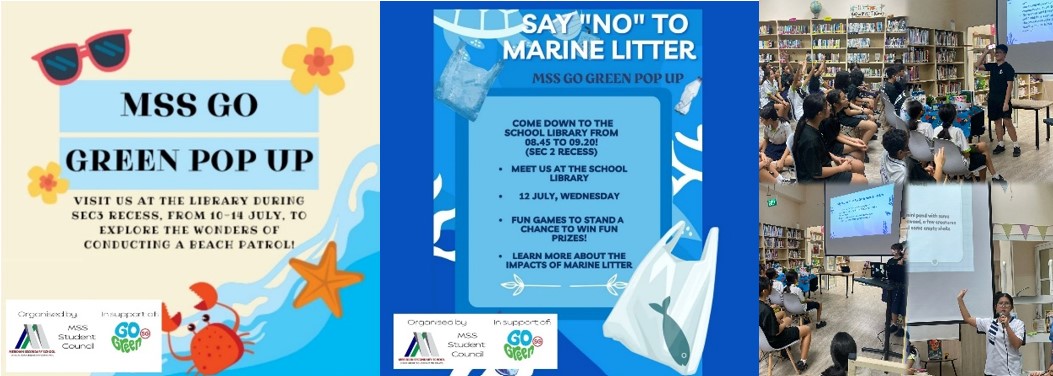 MSS GO
GREEN POP UP
VISIT US AT THE LIBRARY DURING
SEC3 RECESS, FROM 10-14 JULY, TO
EXPLORE THE WONDERS OF
CONDUCTING A BEACH PATROL!
Organised by
MSS
Student
Council
In support of:
GO
Green
SG
SAY "NO" TO
MARINE LITTER
MSS GO GREEN POP UP
COME DOWN TO THE
SCHOOL LIBRARY FROM
08.45 TO 09.20!
(SEC 2 RECESS)
• MEET US AT THE SCHOOL
LIBRARY
• 12 JULY, WEDNESDAY
• FUN GAMES TO STAND A
CHANCE TO WIN FUN
PRIZES!
• LEARN MORE ABOUT THE
IMPACTS OF MARINE LITTER
Organised by
MSS
Student
Council
In support of:
GO
Green
SG